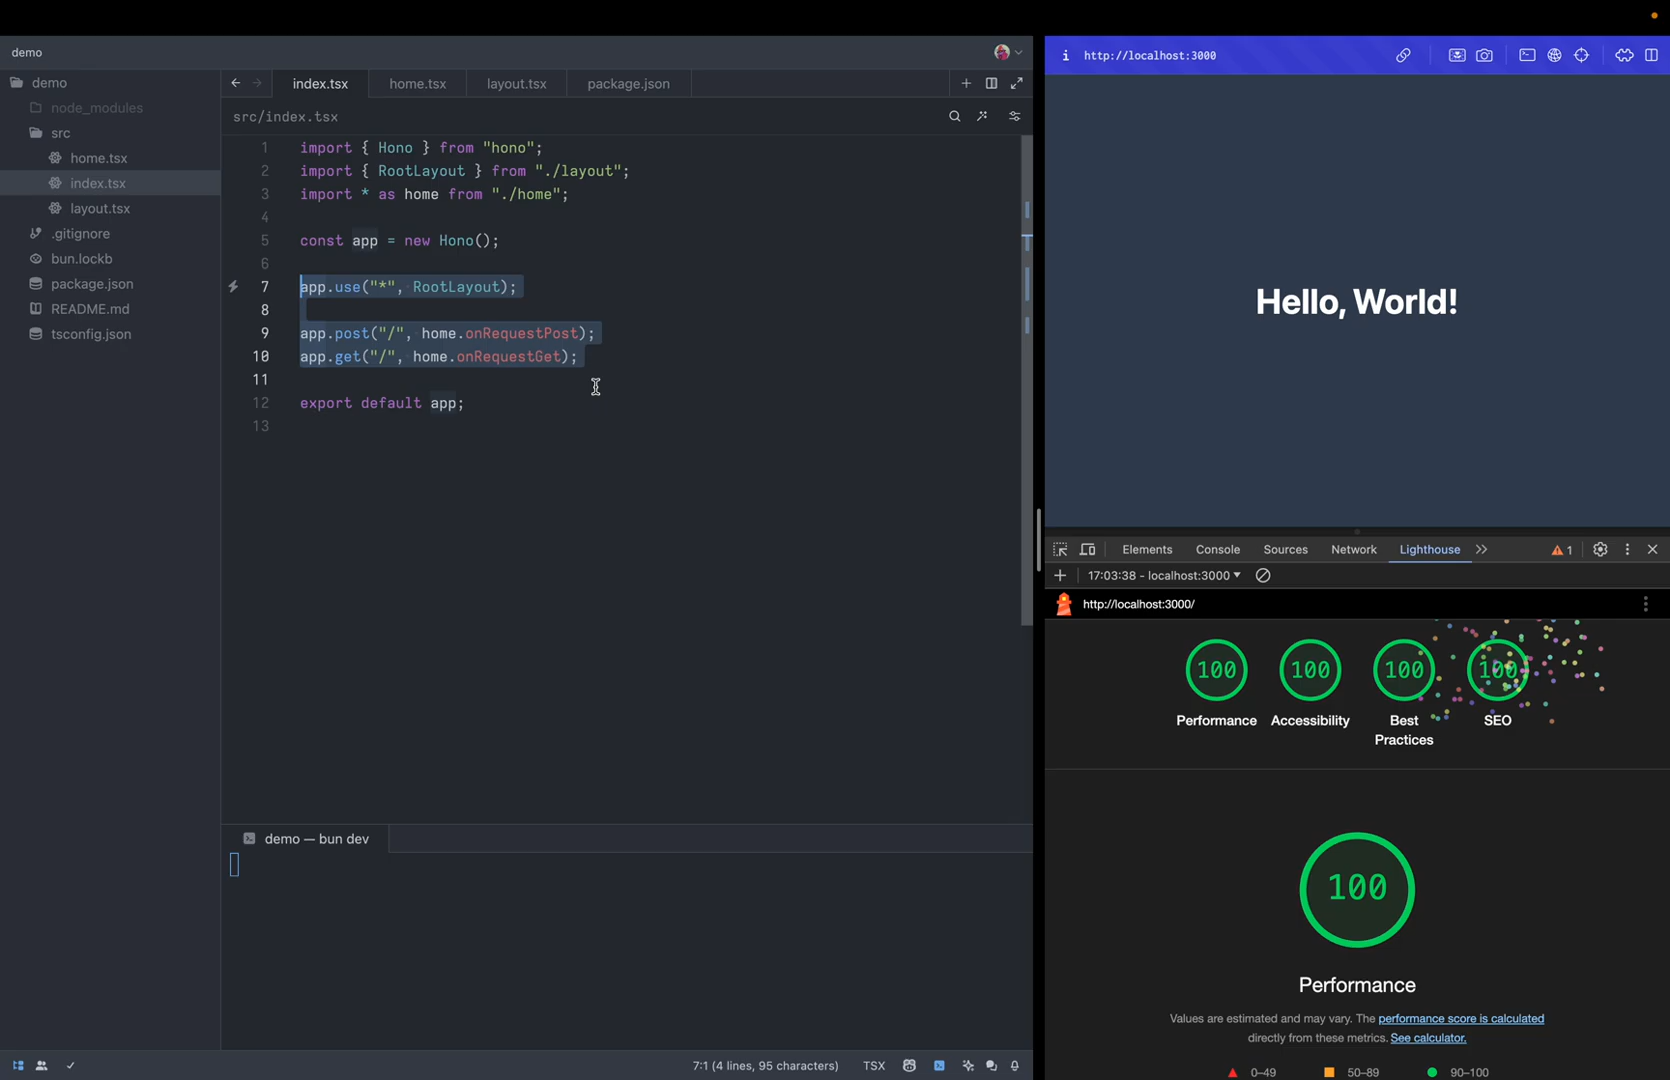 demo
demo
node_modules
src
home.tsx
index.tsx
layout.tsx
.gitignore
bun.lockb
package.json
README.md
tsconfig.json
index.tsx
home.tsx
layout.tsx
package.json
src/index.tsx
1 import { Hono } from "hono";
2 import { RootLayout } from "./layout";
3 import * as home from "./home";
4
5 const app = new Hono();
6
7 app.use("*", RootLayout);
8
9 app.post("/", home.onRequestPost);
10 app.get("/", home.onRequestGet);
11
12 export default app;
13
demo — bun dev
7:1 (4 lines, 95 characters)
TSX
i http://localhost:3000
Hello, World!
Elements Console Sources Network Lighthouse 1
17:03:38 - localhost:3000
http://localhost:3000/
100 100 100 100
Performance Accessibility Best SEO
Practices
100
Performance
Values are estimated and may vary. The performance score is calculated
directly from these metrics. See calculator.
0–49 50–89 90–100